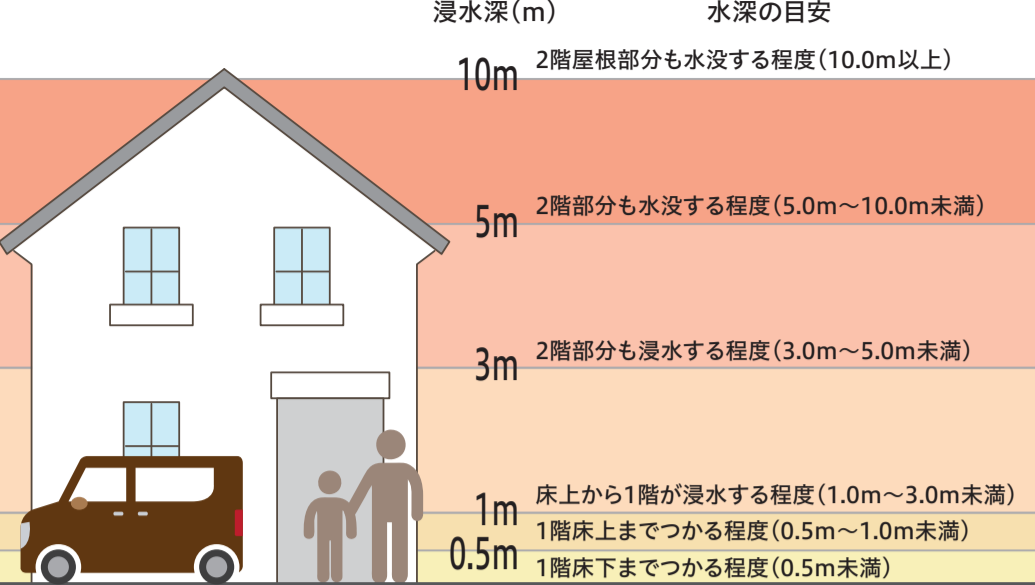 浸水深(m) 水深の目安
10m 2階屋根部分も水没する程度(10.0m以上)
5m 2階部分も水没する程度(5.0m～10.0m未満)
3m 2階部分も浸水する程度(3.0m～5.0m未満)
1m 床上から1階が浸水する程度(1.0m～3.0m未満)
1階床上までつかる程度(0.5m～1.0m未満)
0.5m 1階床下までつかる程度(0.5m未満)